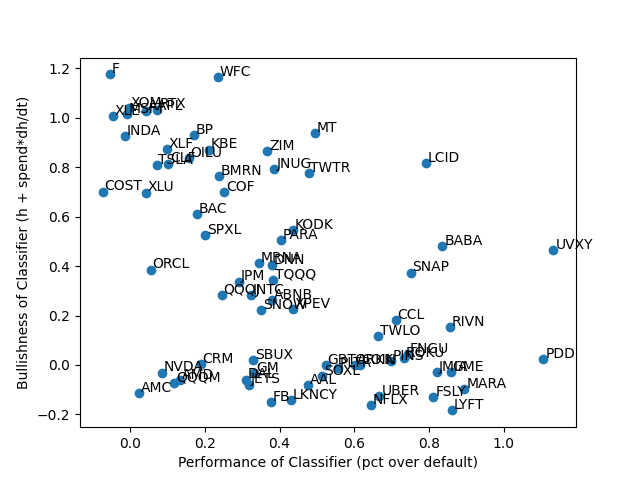 Bullishness of Classifier (h + spend*dh/dt)
1.2
1.0
0.8
0.6
0.4
0.2
0.0
−0.2
F
WFC
XLE
INDA
BP
MT
XLF
KBE
OILU
ZIM
TSLA
INUG
TWTR
LCID
BMRN
COST
XLU
COF
BAC
SPXL
KODK
PARA
BABA
UVXY
ORCL
MRNA
JPM
TQQQ
SNAP
INTC
ABNB
SNOW
XPEV
CCL
RIVN
TWLO
PDD
CRM
SBUX
PINS
NVDA
GM
SOXL
GME
AMC
JETS
AAL
UBER
MARA
FB
LKNCY
NFLX
FSLY
LYFT
0.0
0.2
0.4
0.6
0.8
1.0
Performance of Classifier (pct over default)